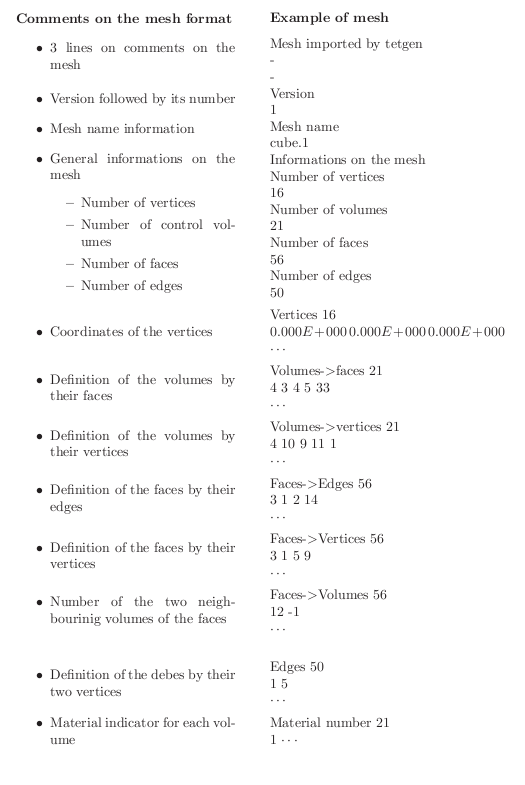 Comments on the mesh format
• 3 lines on comments on the
mesh
• Version followed by its number
• Mesh name information
• General informations on the
mesh
– Number of vertices
– Number of control vol-
umes
– Number of faces
– Number of edges
• Coordinates of the vertices
• Definition of the volumes by
their faces
• Definition of the volumes by
their vertices
• Definition of the faces by their
edges
• Definition of the faces by their
vertices
• Number of the two neigh-
bourinig volumes of the faces
• Definition of the debes by their
two vertices
• Material indicator for each vol-
ume
Example of mesh
Mesh imported by tetgen
-
-
Version
1
Mesh name
cube.1
Informations on the mesh
Number of vertices
16
Number of volumes
21
Number of faces
56
Number of edges
50
Vertices 16
0.000E+000 0.000E+000 0.000E+000
...
Volumes->faces 21
4 3 4 5 33
...
Volumes->vertices 21
4 10 9 11 1
...
Faces->Edges 56
3 1 2 14
...
Faces->Vertices 56
3 1 5 9
...
Faces->Volumes 56
12 -1
...
Edges 50
1 5
...
Material number 21
1 ...